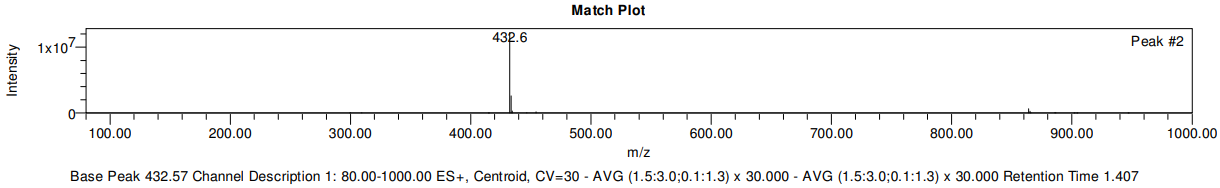 Match Plot
432.6
Peak #2
1x10⁷
Intensity
0
100.00 200.00 300.00 400.00 500.00 600.00 700.00 800.00 900.00 1000.00
m/z
Base Peak 432.57 Channel Description 1: 80.00-1000.00 ES+, Centroid, CV=30 - AVG (1.5:3.0;0.1:1.3) x 30.000 - AVG (1.5:3.0;0.1:1.3) x 30.000 Retention Time 1.407